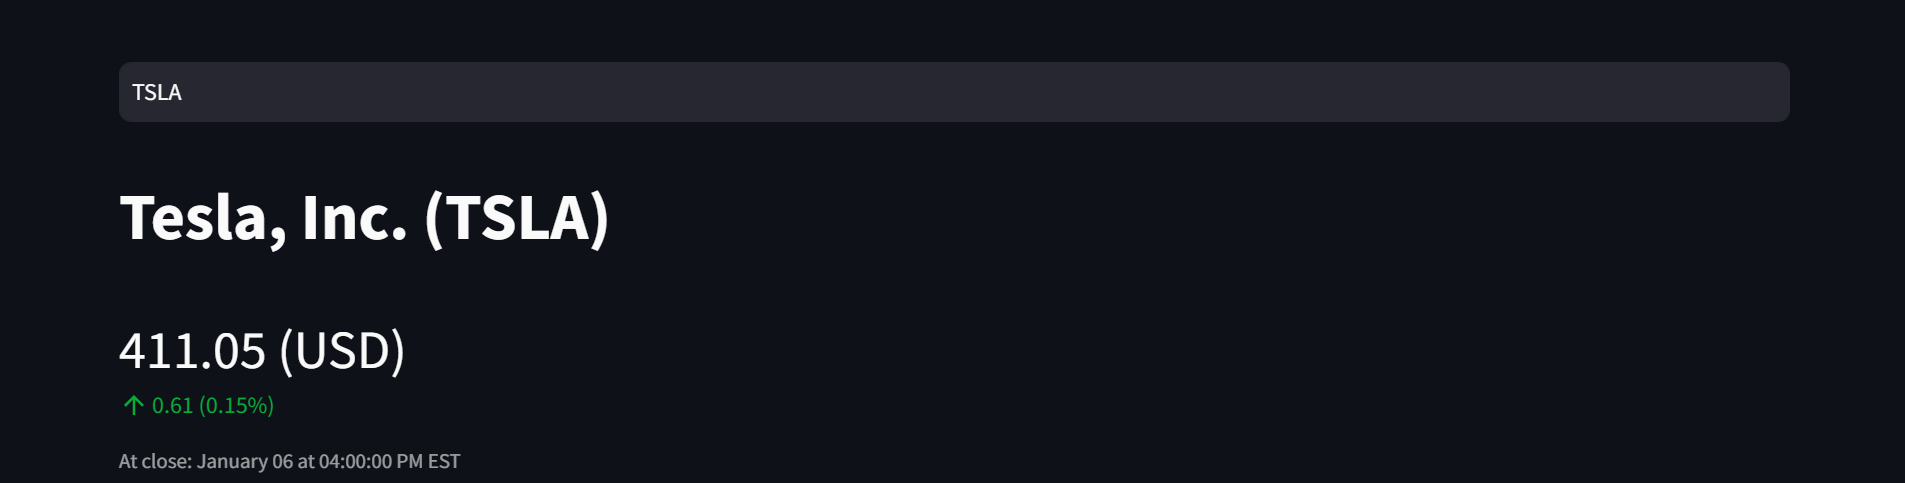 TSLA
Tesla, Inc. (TSLA)
411.05 (USD)
↑ 0.61 (0.15%)
At close: January 06 at 04:00:00 PM EST